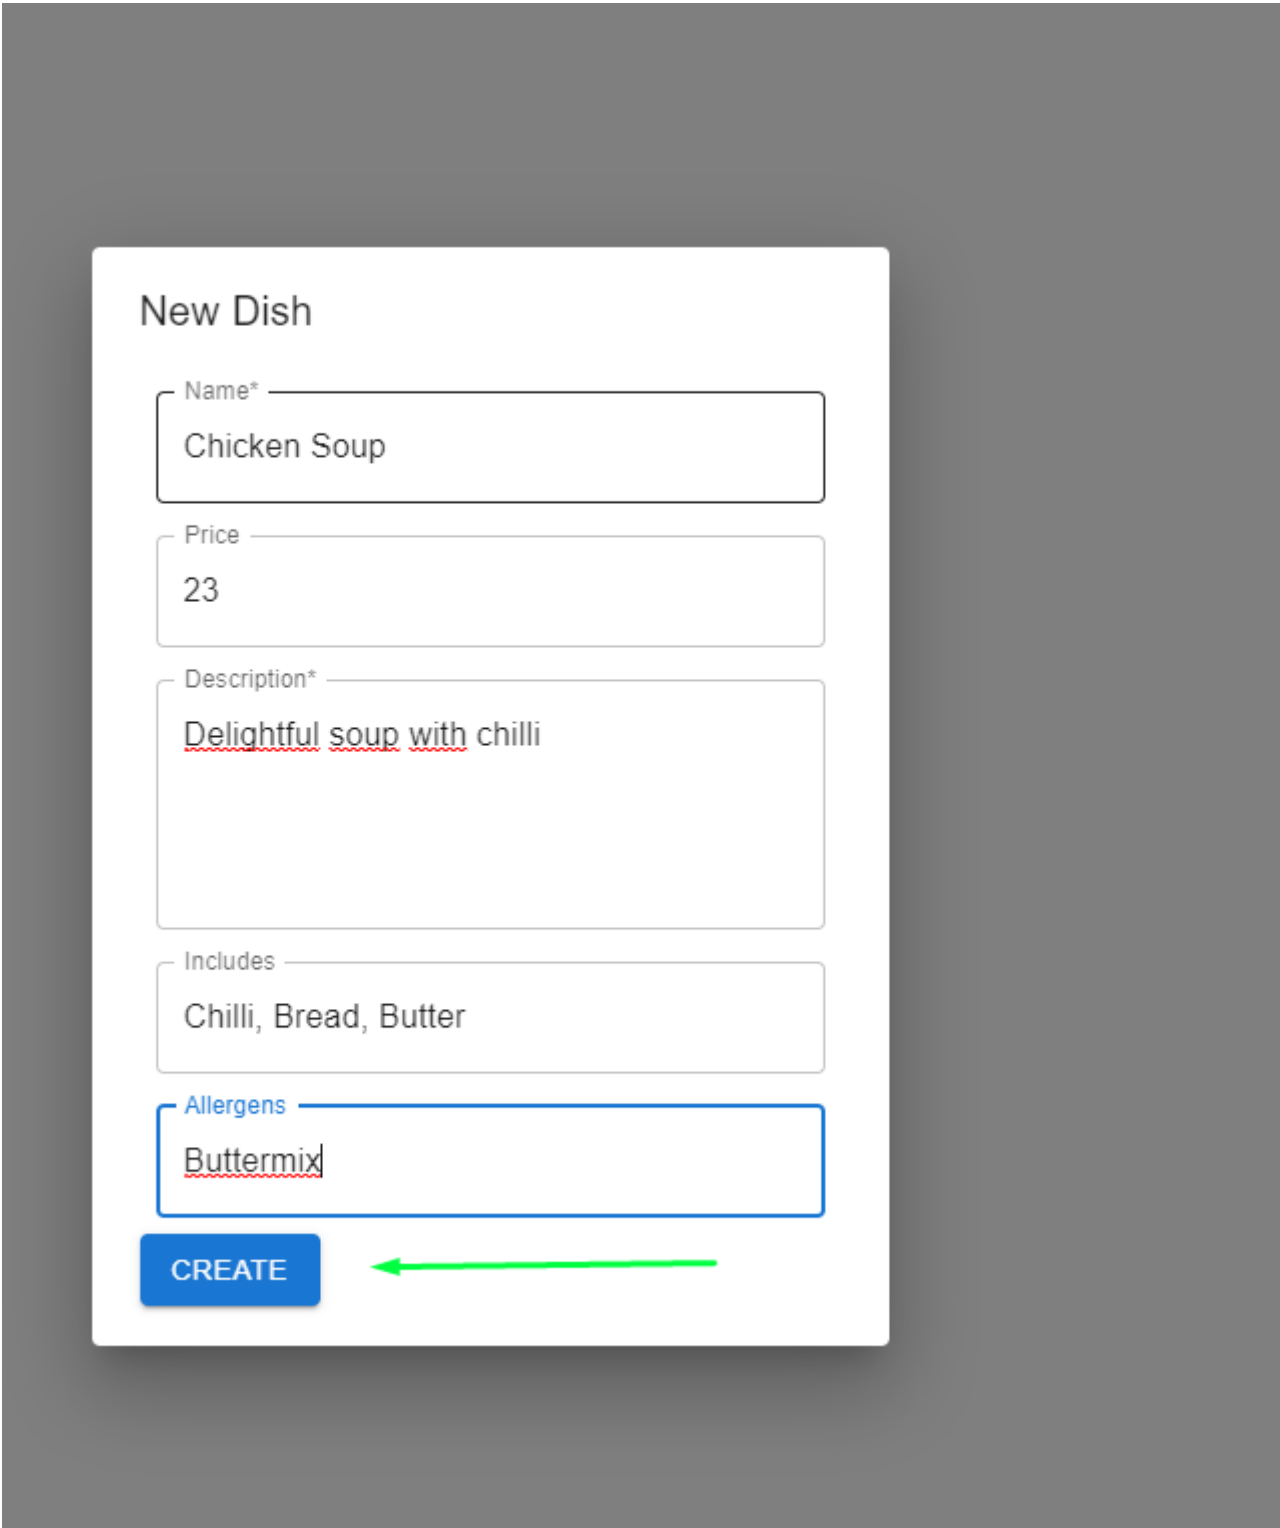 New Dish
Name*
Chicken Soup
Price
23
Description*
Delightful soup with chilli
Includes
Chilli, Bread, Butter
Allergens
Buttermix
CREATE